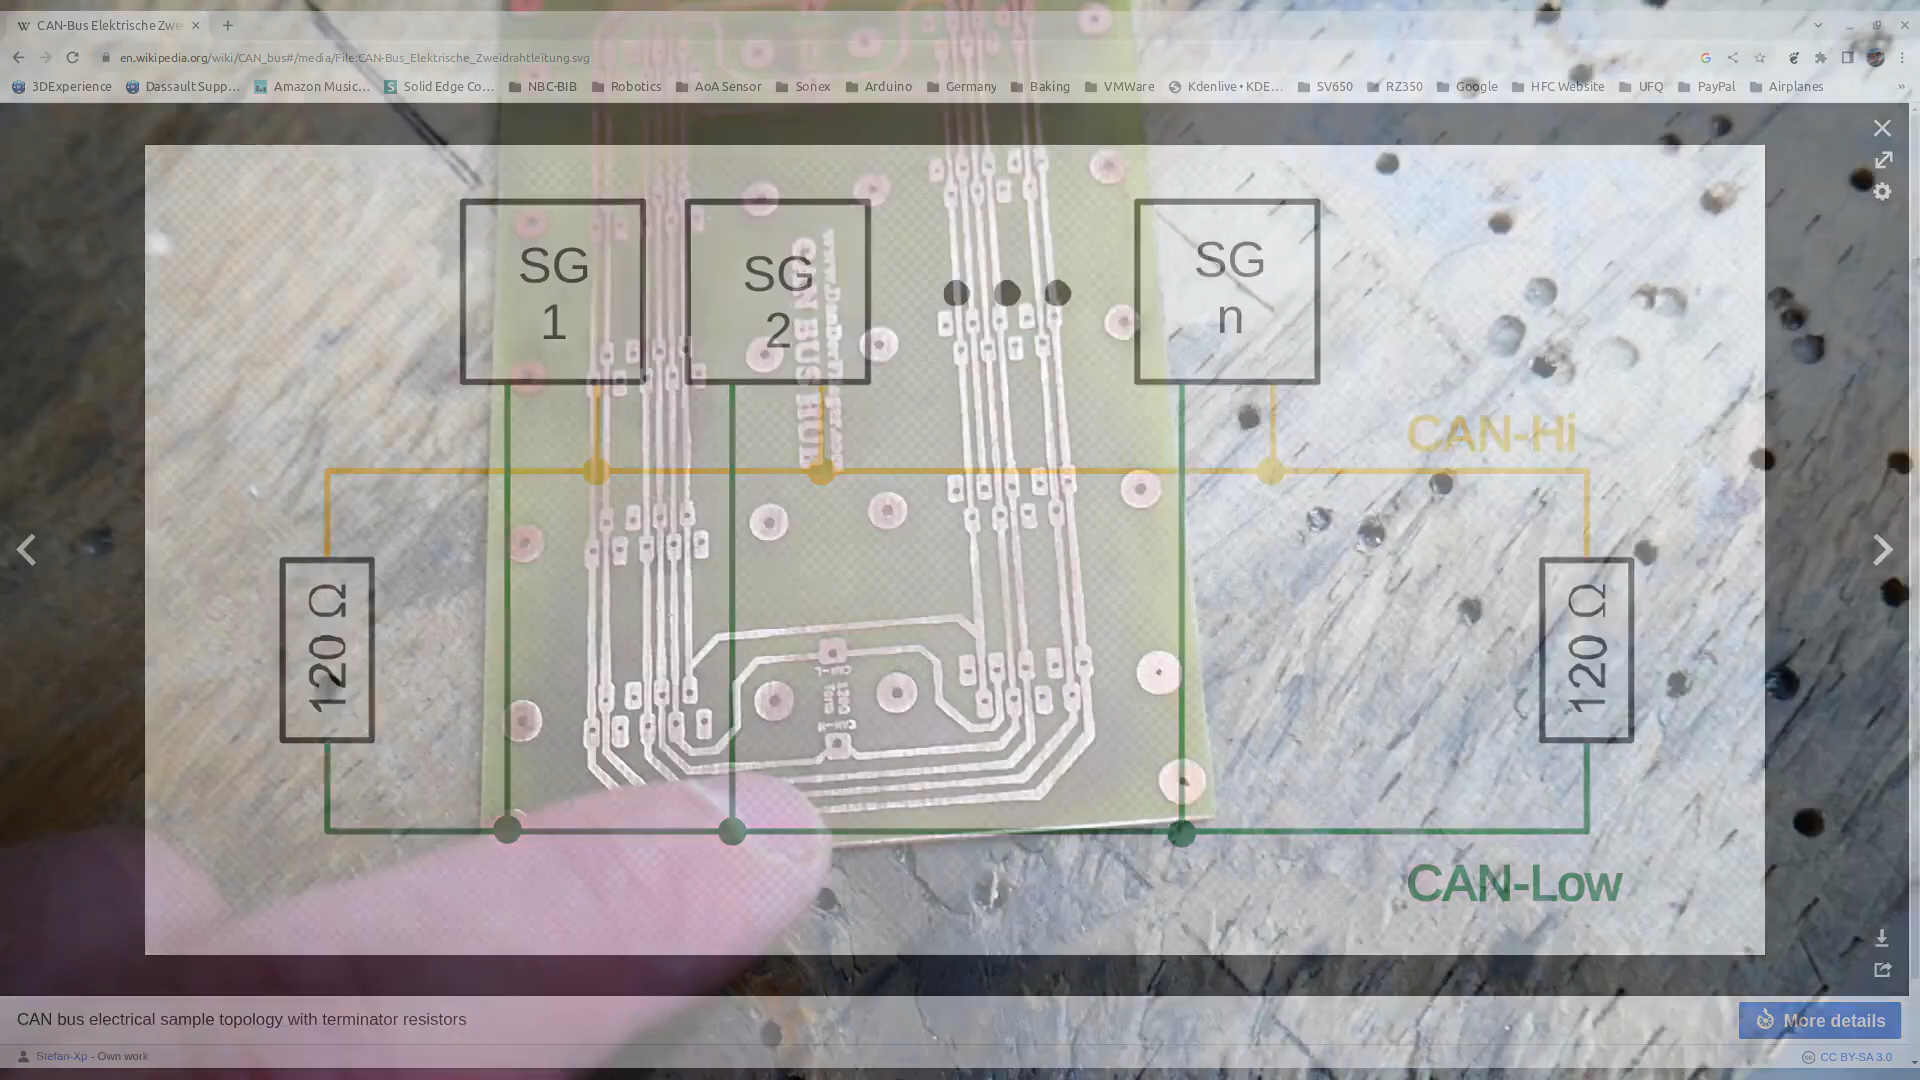 CAN-Bus Elektrische Zwe
en.wikipedia.org/wiki/CAN_bus#/media/File:CAN-Bus_Elektrische_Zweidrahtleitung.svg
3DExperience Dassault Supp... Amazon Music... Solid Edge Co... NBC-BIB Robotics AoA Sensor Sonex Arduino Germany Baking VMWare Kdenlive • KDE... SV650 RZ350 Google HFC Website UFQ PayPal Airplanes »
SG
1
SG
2
SG
n
CAN BUS HUB
CAN-Hi
120 Ω
120 Ω
CAN-L
120Ω
CAN-H
CAN-Low
CAN bus electrical sample topology with terminator resistors
More details
Stefan-Xp - Own work
CC BY-SA 3.0